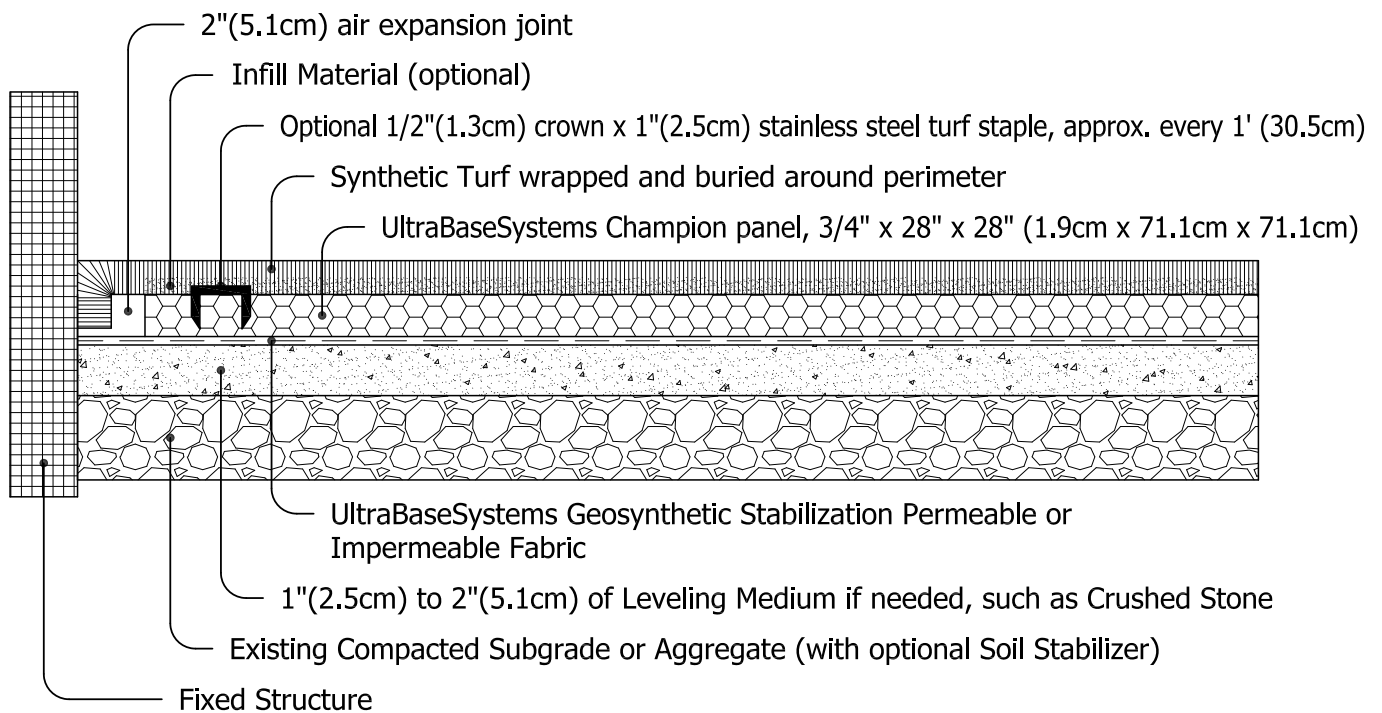 2"(5.1cm) air expansion joint
Infill Material (optional)
Optional 1/2"(1.3cm) crown x 1"(2.5cm) stainless steel turf staple, approx. every 1' (30.5cm)
Synthetic Turf wrapped and buried around perimeter
UltraBaseSystems Champion panel, 3/4" x 28" x 28" (1.9cm x 71.1cm x 71.1cm)
UltraBaseSystems Geosynthetic Stabilization Permeable or
Impermeable Fabric
1"(2.5cm) to 2"(5.1cm) of Leveling Medium if needed, such as Crushed Stone
Existing Compacted Subgrade or Aggregate (with optional Soil Stabilizer)
Fixed Structure